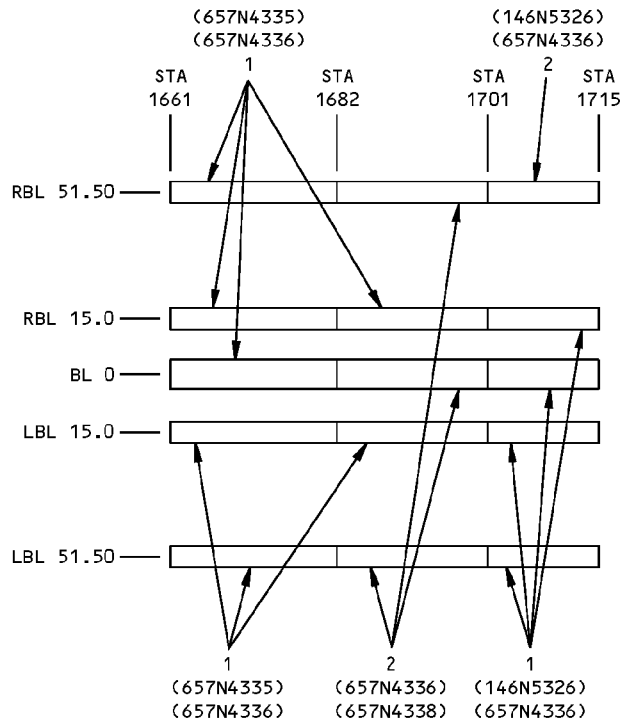 (657N4335)
(657N4336)
1
(146N5326)
(657N4336)
2
STA
1661
STA
1682
STA
1701
STA
1715
RBL 51.50
RBL 15.0
BL 0
LBL 15.0
LBL 51.50
1
(657N4335)
(657N4336)
2
(657N4336)
(657N4338)
1
(146N5326)
(657N4336)